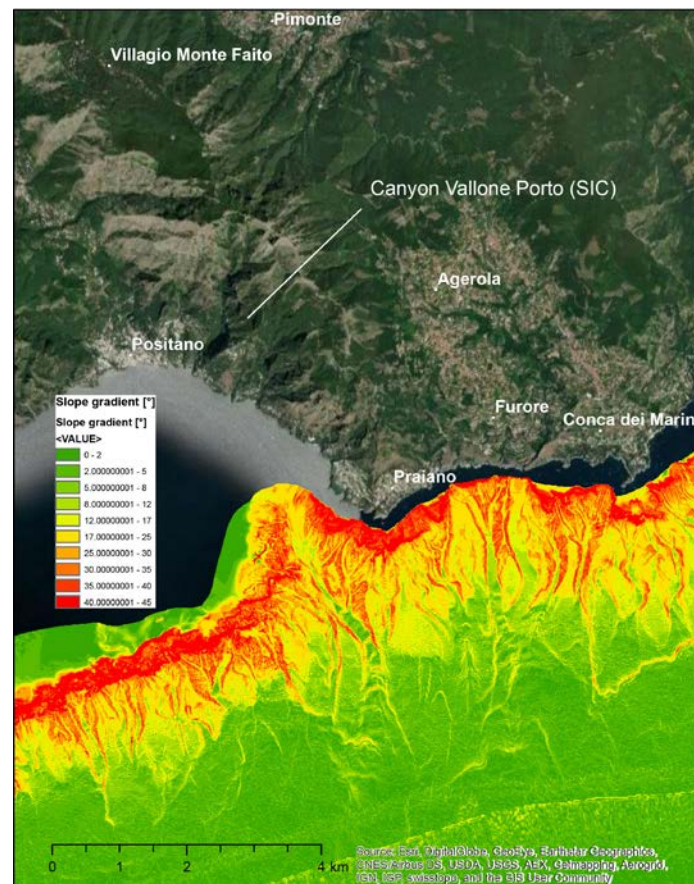 Pimonte
Villagio Monte Faito
Canyon Vallone Porto (SIC)
Agerola
Positano
Furore
Conca dei Marin
Praiano
Slope gradient [°]
Slope gradient [°]
<VALUE>
0 - 2
2.000000001 - 5
5.000000001 - 8
8.000000001 - 12
12.00000001 - 17
17.00000001 - 25
25.00000001 - 30
30.00000001 - 35
35.00000001 - 40
40.00000001 - 45
0 1 2 4 km
Source: Esri, DigitalGlobe, GeoEye, Earthstar Geographics,
CNES/Airbus DS, USDA, USGS, AEX, Getmapping, Aerogrid,
IGN, IGP, swisstopo, and the GIS User Community